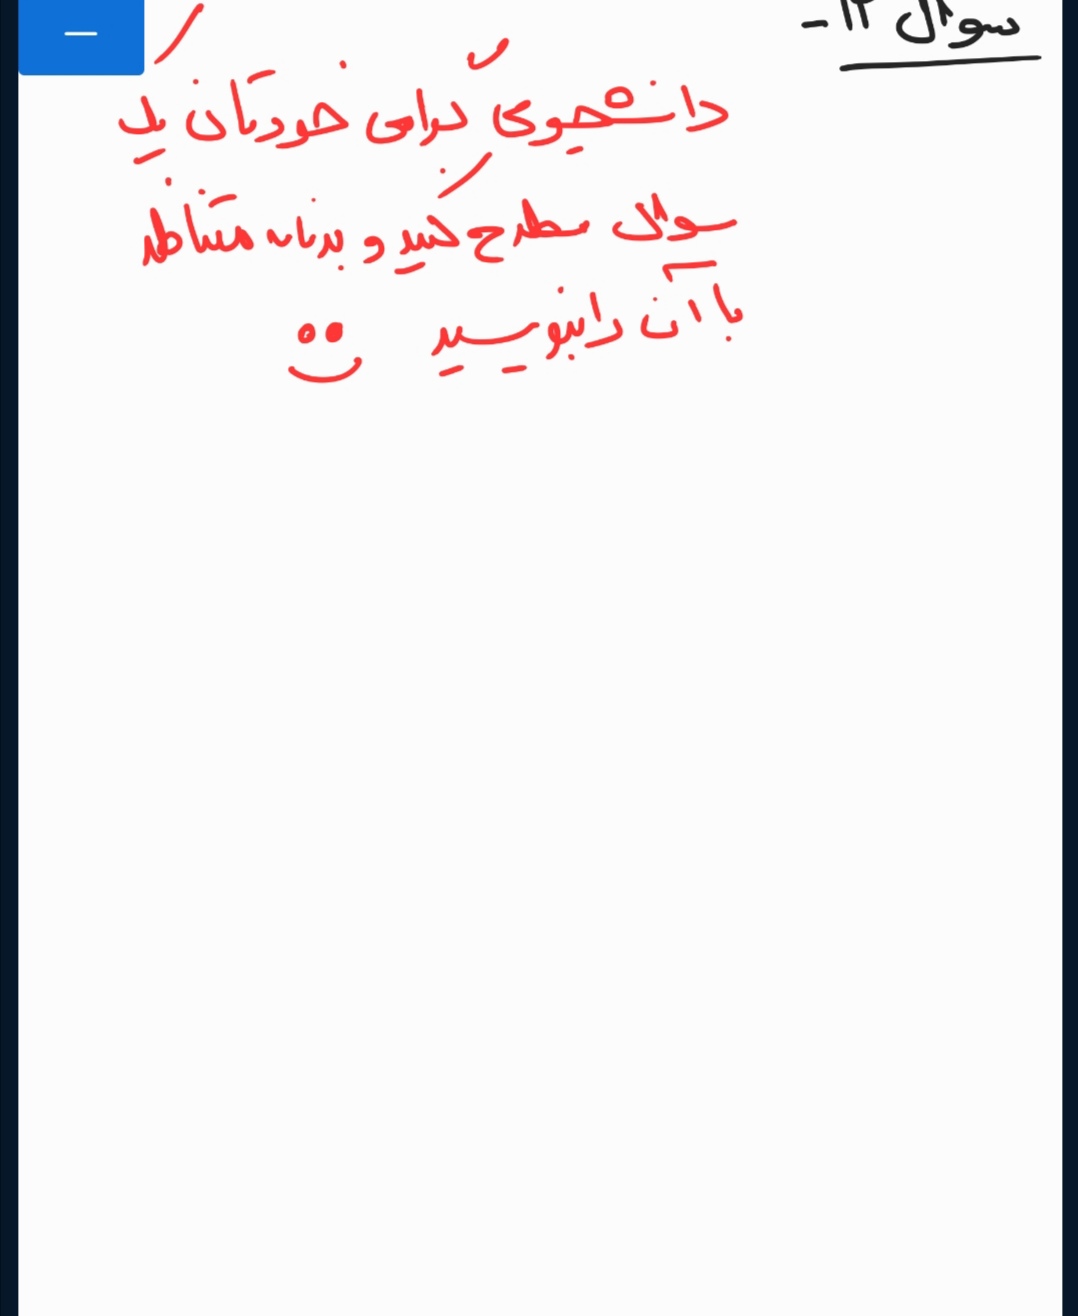 سوال ۱۲-
دانشجوی گرامی خودتان یک
سوال مطرح کنید و برنامه متناظر
با آن را بنویسید